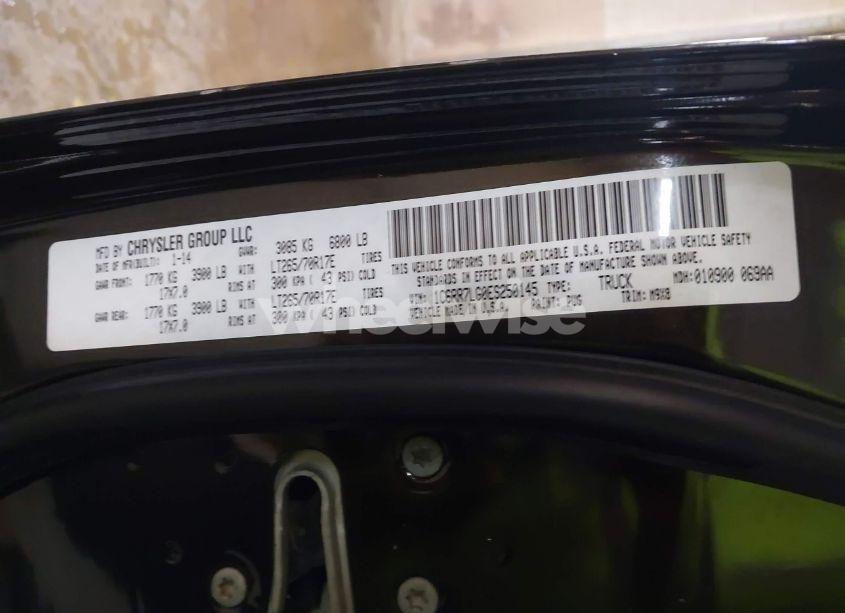 MFD BY CHRYSLER GROUP LLC
DATE OF MFR(BUILT): 1-14 GVWR: 3085 KG 6800 LB
GAWR FRONT: 1770 KG 3900 LB WITH LT265/70R17E TIRES
17X7.0 RIMS AT 300 KPA ( 43 PSI) COLD
GAWR REAR: 1770 KG 3900 LB WITH LT265/70R17E TIRES
17X7.0 RIMS AT 300 KPA ( 43 PSI) COLD
THIS VEHICLE CONFORMS TO ALL APPLICABLE U.S.A. FEDERAL MOTOR VEHICLE SAFETY
STANDARDS IN EFFECT ON THE DATE OF MANUFACTURE SHOWN ABOVE.
VIN: 1C6RR7LG0ES250145 TYPE: TRUCK MDH: 010900 069AA
VEHICLE MADE IN U.S.A. PAINT: PUG TRIM: M9X8
wheelwise